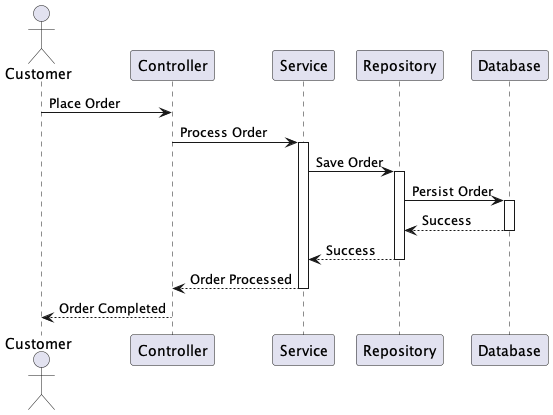 Customer
Controller
Service
Repository
Database
Place Order
Process Order
Save Order
Persist Order
Success
Success
Order Processed
Order Completed
Customer
Controller
Service
Repository
Database